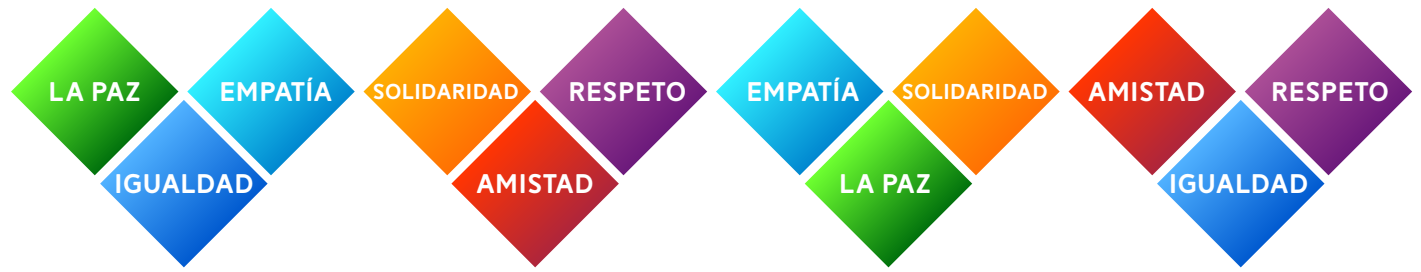 LA PAZ
EMPATÍA
SOLIDARIDAD
RESPETO
EMPATÍA
SOLIDARIDAD
AMISTAD
RESPETO
IGUALDAD
AMISTAD
LA PAZ
IGUALDAD